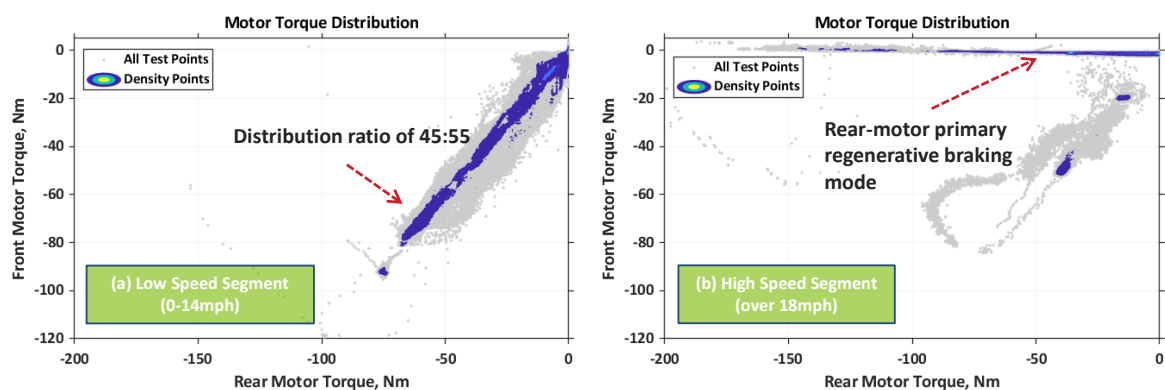 Motor Torque Distribution
0
-20
-40
-60
-80
-100
-120
Front Motor Torque, Nm
All Test Points
Density Points
Distribution ratio of 45:55
(a) Low Speed Segment
(0-14mph)
-200
-150
-100
-50
0
Rear Motor Torque, Nm
Motor Torque Distribution
0
-20
-40
-60
-80
-100
-120
Front Motor Torque, Nm
All Test Points
Density Points
Rear-motor primary
regenerative braking
mode
(b) High Speed Segment
(over 18mph)
-200
-150
-100
-50
0
Rear Motor Torque, Nm